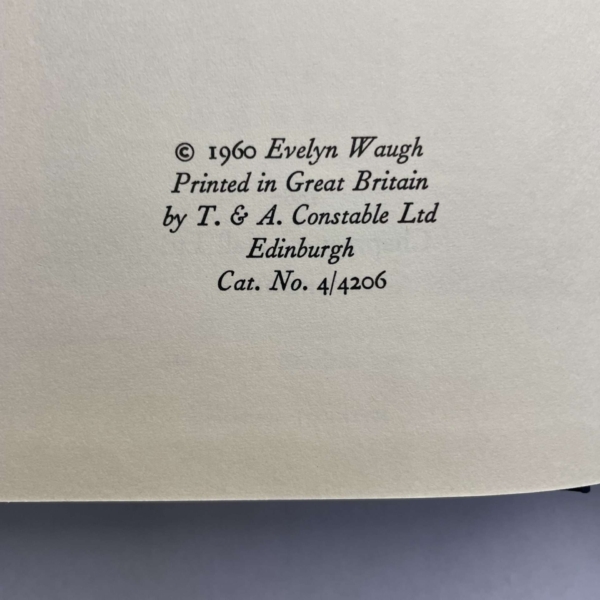 © 1960 Evelyn Waugh
Printed in Great Britain
by T. & A. Constable Ltd
Edinburgh
Cat. No. 4/4206